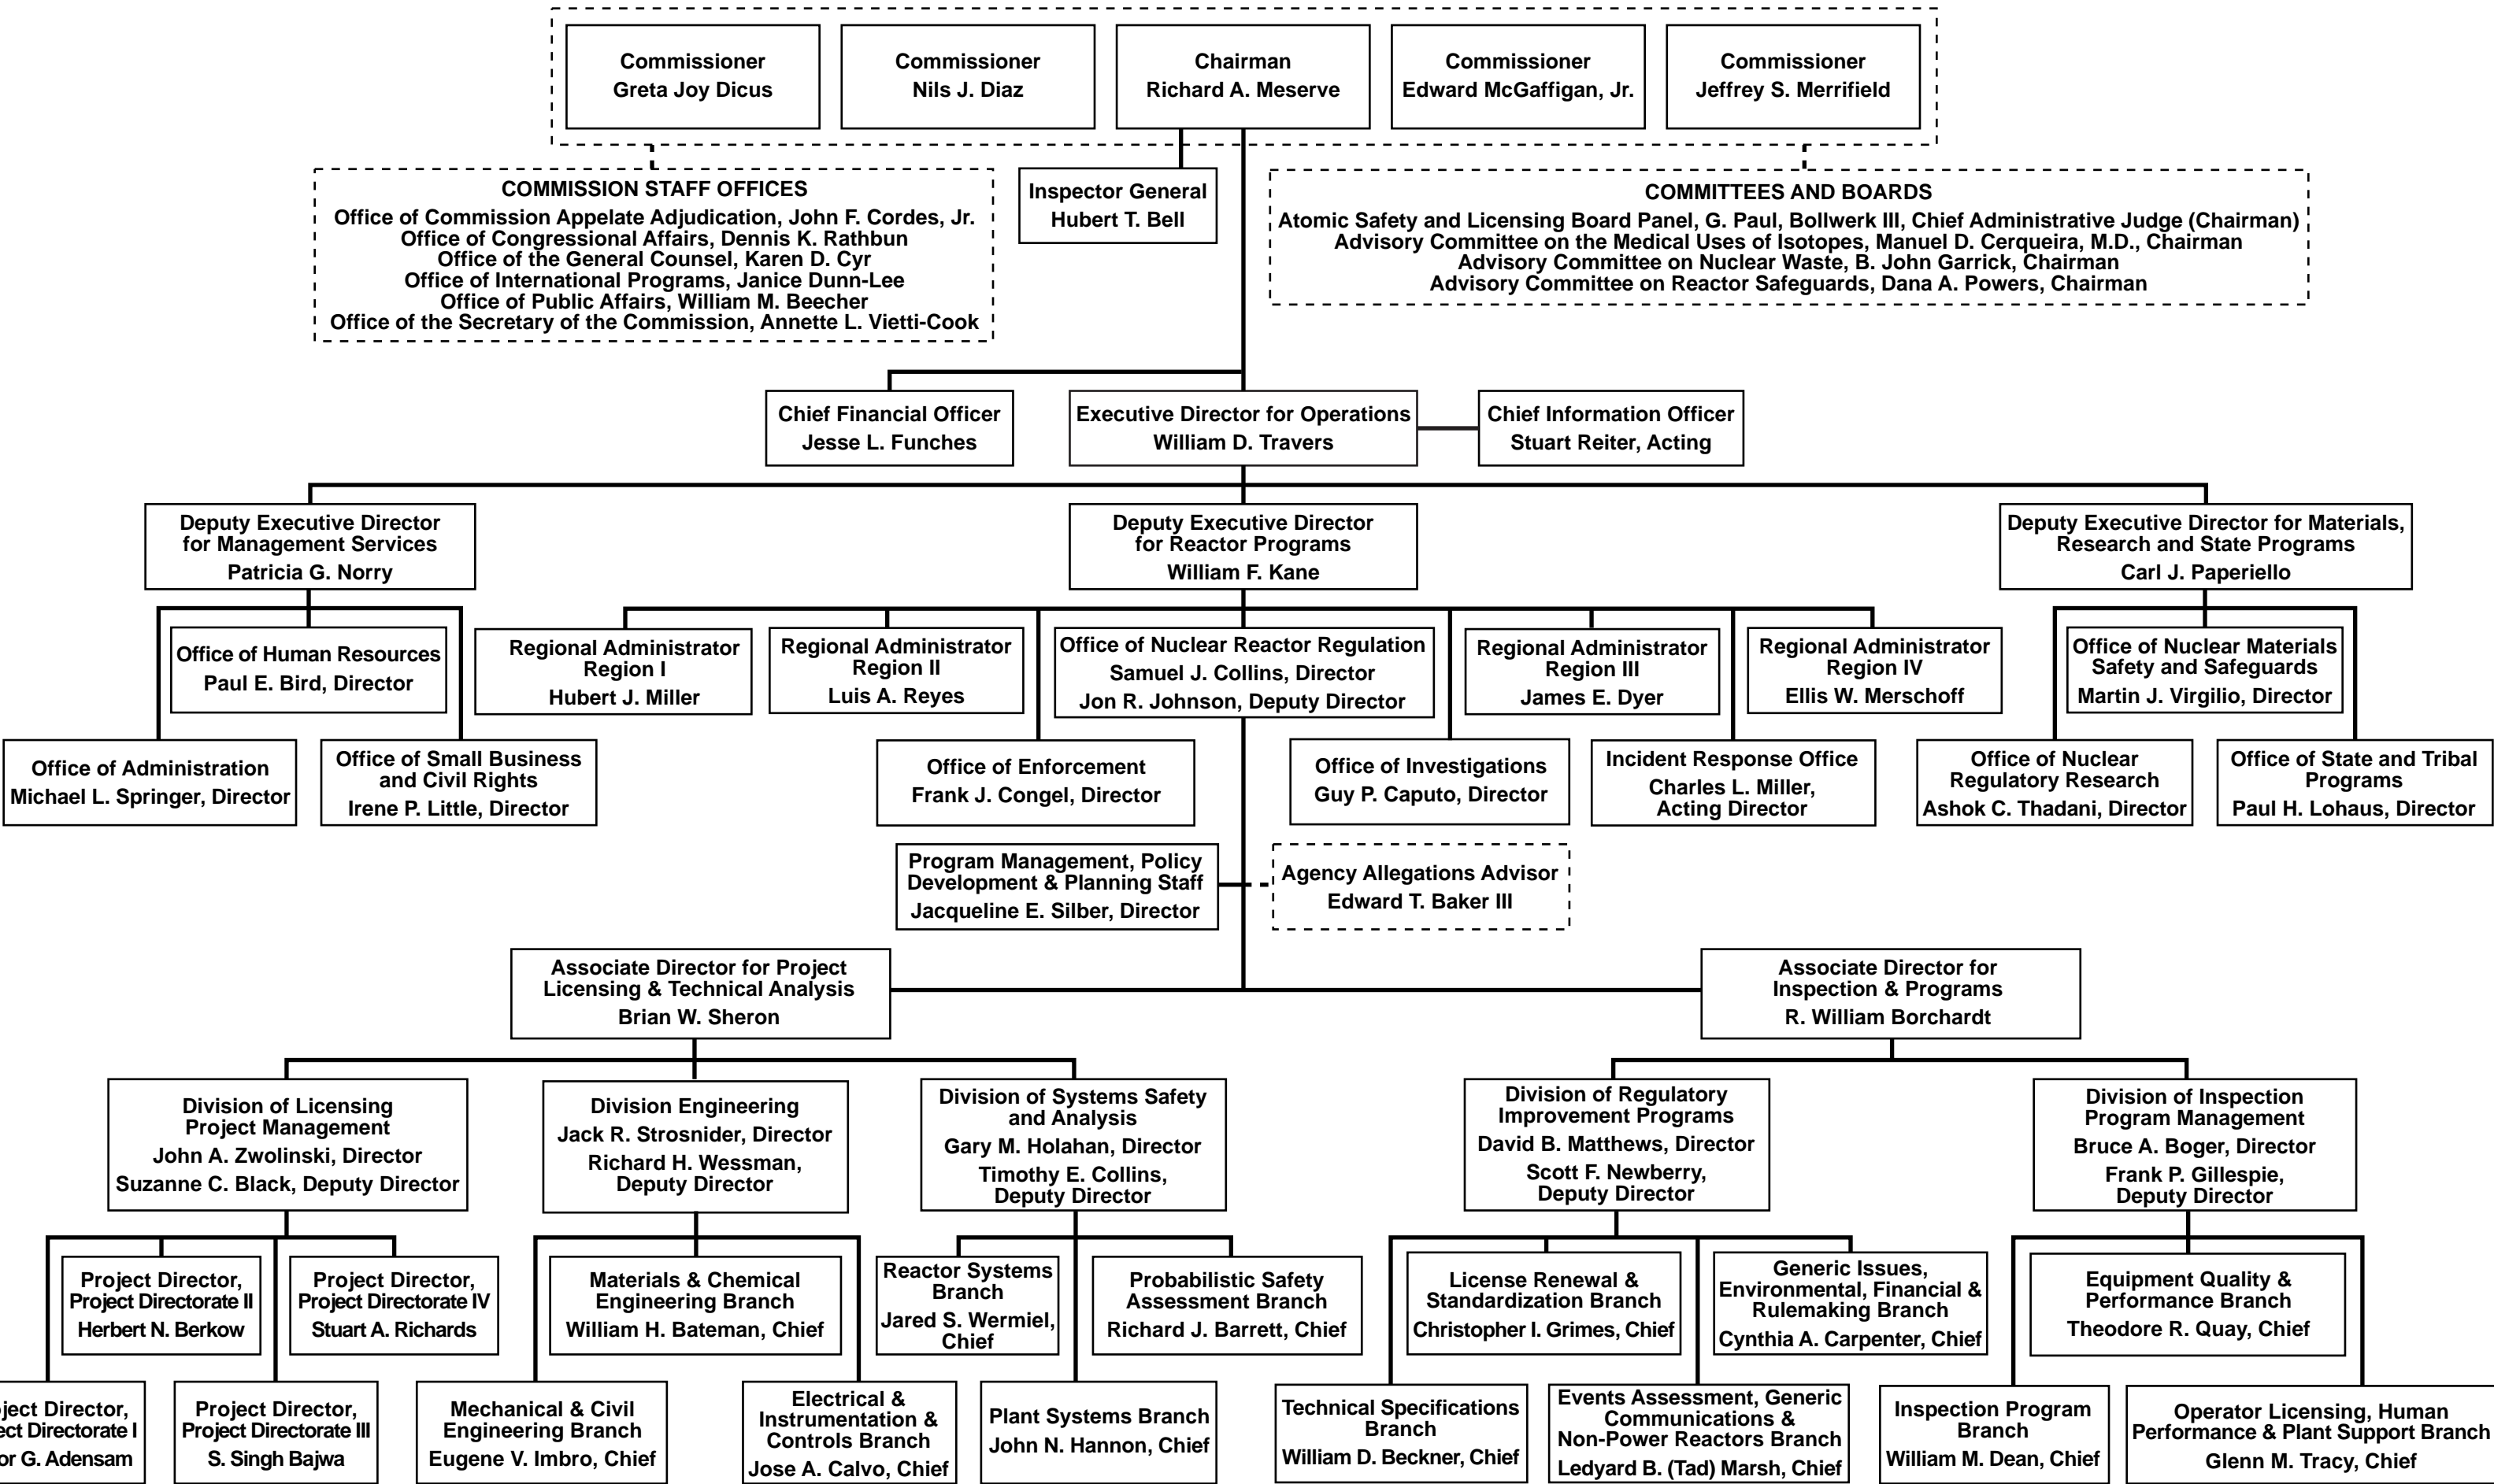 Commissioner
Greta Joy Dicus
Commissioner
Nils J. Diaz
Chairman
Richard A. Meserve
Commissioner
Edward McGaffigan, Jr.
Commissioner
Jeffrey S. Merrifield
COMMISSION STAFF OFFICES
Office of Commission Appelate Adjudication, John F. Cordes, Jr.
Office of Congressional Affairs, Dennis K. Rathbun
Office of the General Counsel, Karen D. Cyr
Office of International Programs, Janice Dunn-Lee
Office of Public Affairs, William M. Beecher
Office of the Secretary of the Commission, Annette L. Vietti-Cook
Inspector General
Hubert T. Bell
COMMITTEES AND BOARDS
Atomic Safety and Licensing Board Panel, G. Paul, Bollwerk III, Chief Administrative Judge (Chairman)
Advisory Committee on the Medical Uses of Isotopes, Manuel D. Cerqueira, M.D., Chairman
Advisory Committee on Nuclear Waste, B. John Garrick, Chairman
Advisory Committee on Reactor Safeguards, Dana A. Powers, Chairman
Chief Financial Officer
Jesse L. Funches
Executive Director for Operations
William D. Travers
Chief Information Officer
Stuart Reiter, Acting
Deputy Executive Director
for Management Services
Patricia G. Norry
Deputy Executive Director
for Reactor Programs
William F. Kane
Deputy Executive Director for Materials,
Research and State Programs
Carl J. Paperiello
Office of Human Resources
Paul E. Bird, Director
Regional Administrator
Region I
Hubert J. Miller
Regional Administrator
Region II
Luis A. Reyes
Office of Nuclear Reactor Regulation
Samuel J. Collins, Director
Jon R. Johnson, Deputy Director
Regional Administrator
Region III
James E. Dyer
Regional Administrator
Region IV
Ellis W. Merschoff
Office of Nuclear Materials
Safety and Safeguards
Martin J. Virgilio, Director
Office of Administration
Michael L. Springer, Director
Office of Small Business
and Civil Rights
Irene P. Little, Director
Office of Enforcement
Frank J. Congel, Director
Office of Investigations
Guy P. Caputo, Director
Incident Response Office
Charles L. Miller,
Acting Director
Office of Nuclear
Regulatory Research
Ashok C. Thadani, Director
Office of State and Tribal
Programs
Paul H. Lohaus, Director
Program Management, Policy
Development & Planning Staff
Jacqueline E. Silber, Director
Agency Allegations Advisor
Edward T. Baker III
Associate Director for Project
Licensing & Technical Analysis
Brian W. Sheron
Associate Director for
Inspection & Programs
R. William Borchardt
Division of Licensing
Project Management
John A. Zwolinski, Director
Suzanne C. Black, Deputy Director
Division Engineering
Jack R. Strosnider, Director
Richard H. Wessman,
Deputy Director
Division of Systems Safety
and Analysis
Gary M. Holahan, Director
Timothy E. Collins,
Deputy Director
Division of Regulatory
Improvement Programs
David B. Matthews, Director
Scott F. Newberry,
Deputy Director
Division of Inspection
Program Management
Bruce A. Boger, Director
Frank P. Gillespie,
Deputy Director
Project Director,
Project Directorate II
Herbert N. Berkow
Project Director,
Project Directorate IV
Stuart A. Richards
Materials & Chemical
Engineering Branch
William H. Bateman, Chief
Reactor Systems
Branch
Jared S. Wermiel,
Chief
Probabilistic Safety
Assessment Branch
Richard J. Barrett, Chief
License Renewal &
Standardization Branch
Christopher I. Grimes, Chief
Generic Issues,
Environmental, Financial &
Rulemaking Branch
Cynthia A. Carpenter, Chief
Equipment Quality &
Performance Branch
Theodore R. Quay, Chief
Director,
Directorate I
G. Adensam
Project Director,
Project Directorate III
S. Singh Bajwa
Mechanical & Civil
Engineering Branch
Eugene V. Imbro, Chief
Electrical &
Instrumentation &
Controls Branch
Jose A. Calvo, Chief
Plant Systems Branch
John N. Hannon, Chief
Technical Specifications
Branch
William D. Beckner, Chief
Events Assessment, Generic
Communications &
Non-Power Reactors Branch
Ledyard B. (Tad) Marsh, Chief
Inspection Program
Branch
William M. Dean, Chief
Operator Licensing, Human
Performance & Plant Support Branch
Glenn M. Tracy, Chief